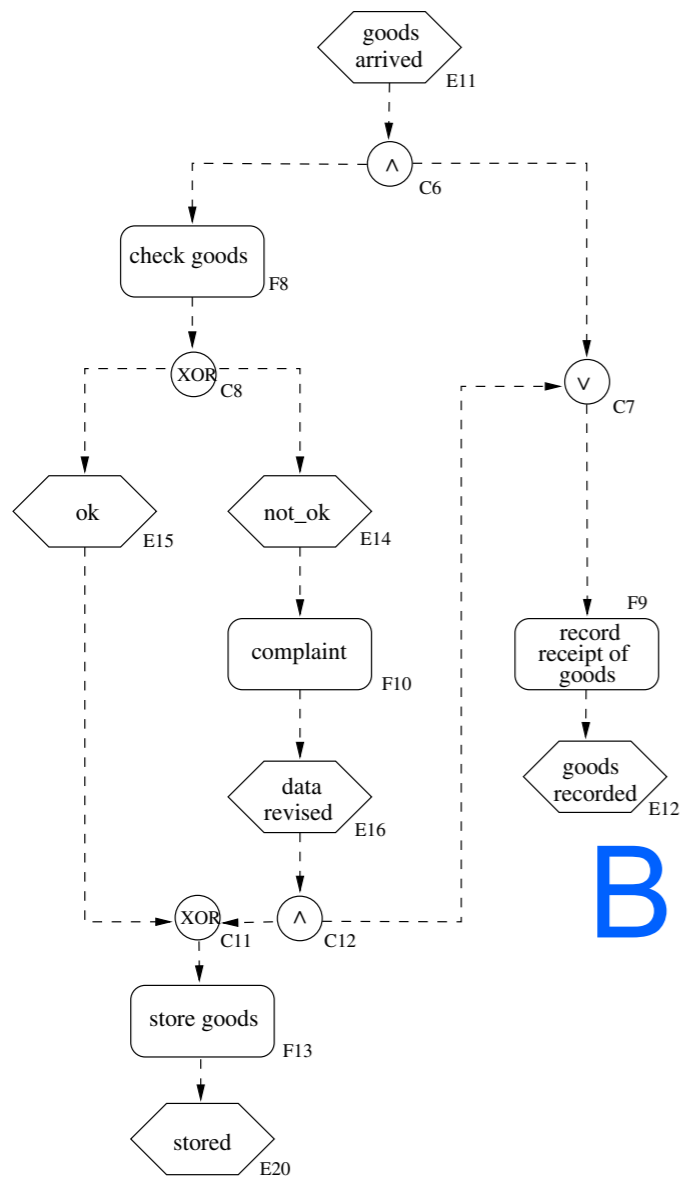 goods
arrived
E11
∧
C6
check goods
F8
XOR
C8
∨
C7
ok
E15
not_ok
E14
F9
complaint
F10
record
receipt of
goods
data
revised
E16
goods
recorded
E12
B
XOR
C11
∧
C12
store goods
F13
stored
E20